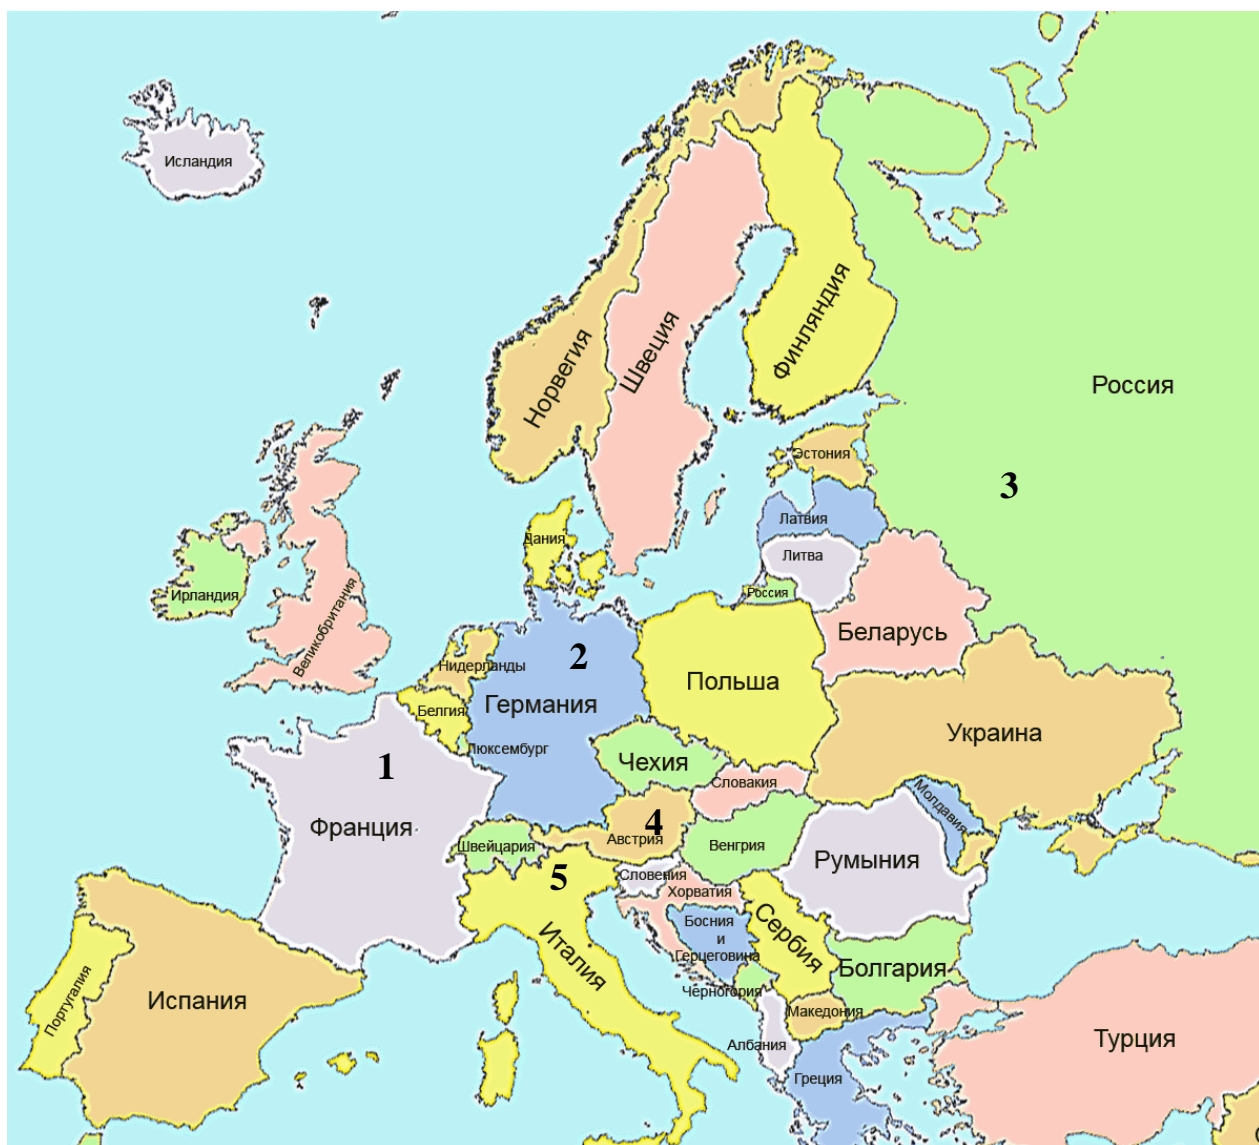 Исландия
Финляндия
Швеция
Норвегия
Россия
Эстония
3
Латвия
Дания
Литва
Россия
Ирландия
Великобритания
Беларусь
2
Нидерланды
Польша
Германия
Белгия
Украина
Люксембург
Чехия
1
Словакия
Молдавия
4
Франция
Австрия
Швейцария
Венгрия
Румыния
5
Словения
Хорватия
Сербия
Босния
и
Герцеговина
Италия
Болгария
Португалия
Испания
Черногория
Македония
Албания
Турция
Греция